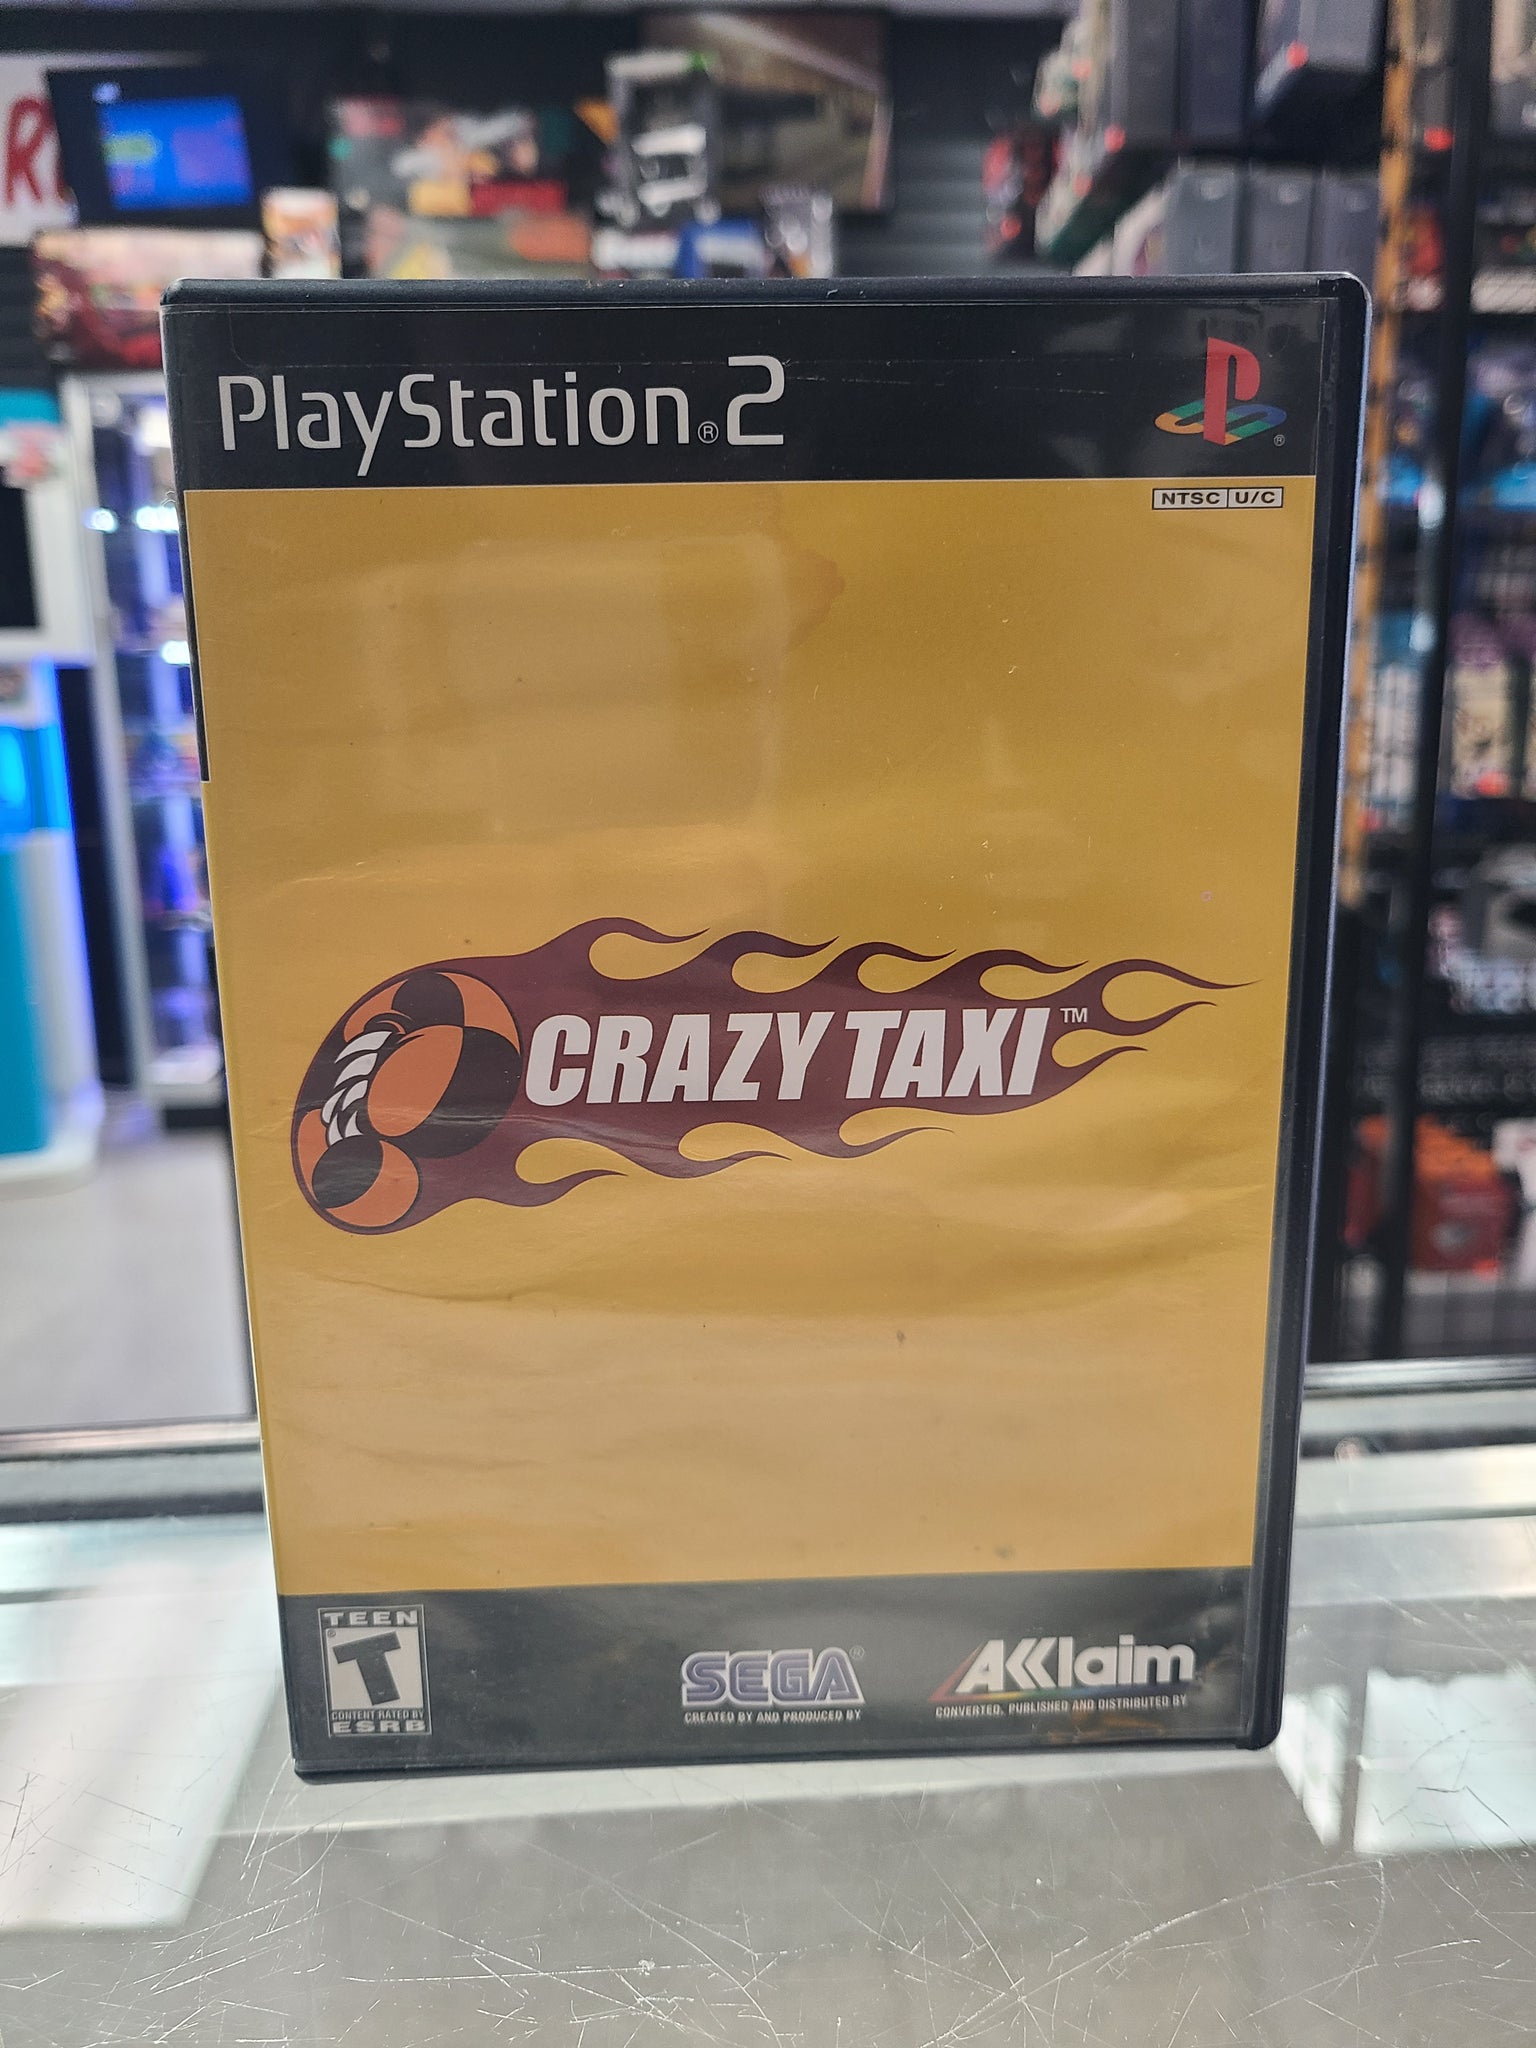 PlayStation®2
NTSC U/C
CRAZY TAXI™
TEEN
T
CONTENT RATED BY
ESRB
SEGA®
CREATED BY AND PRODUCED BY
AKKlaim
CONVERTED, PUBLISHED AND DISTRIBUTED BY